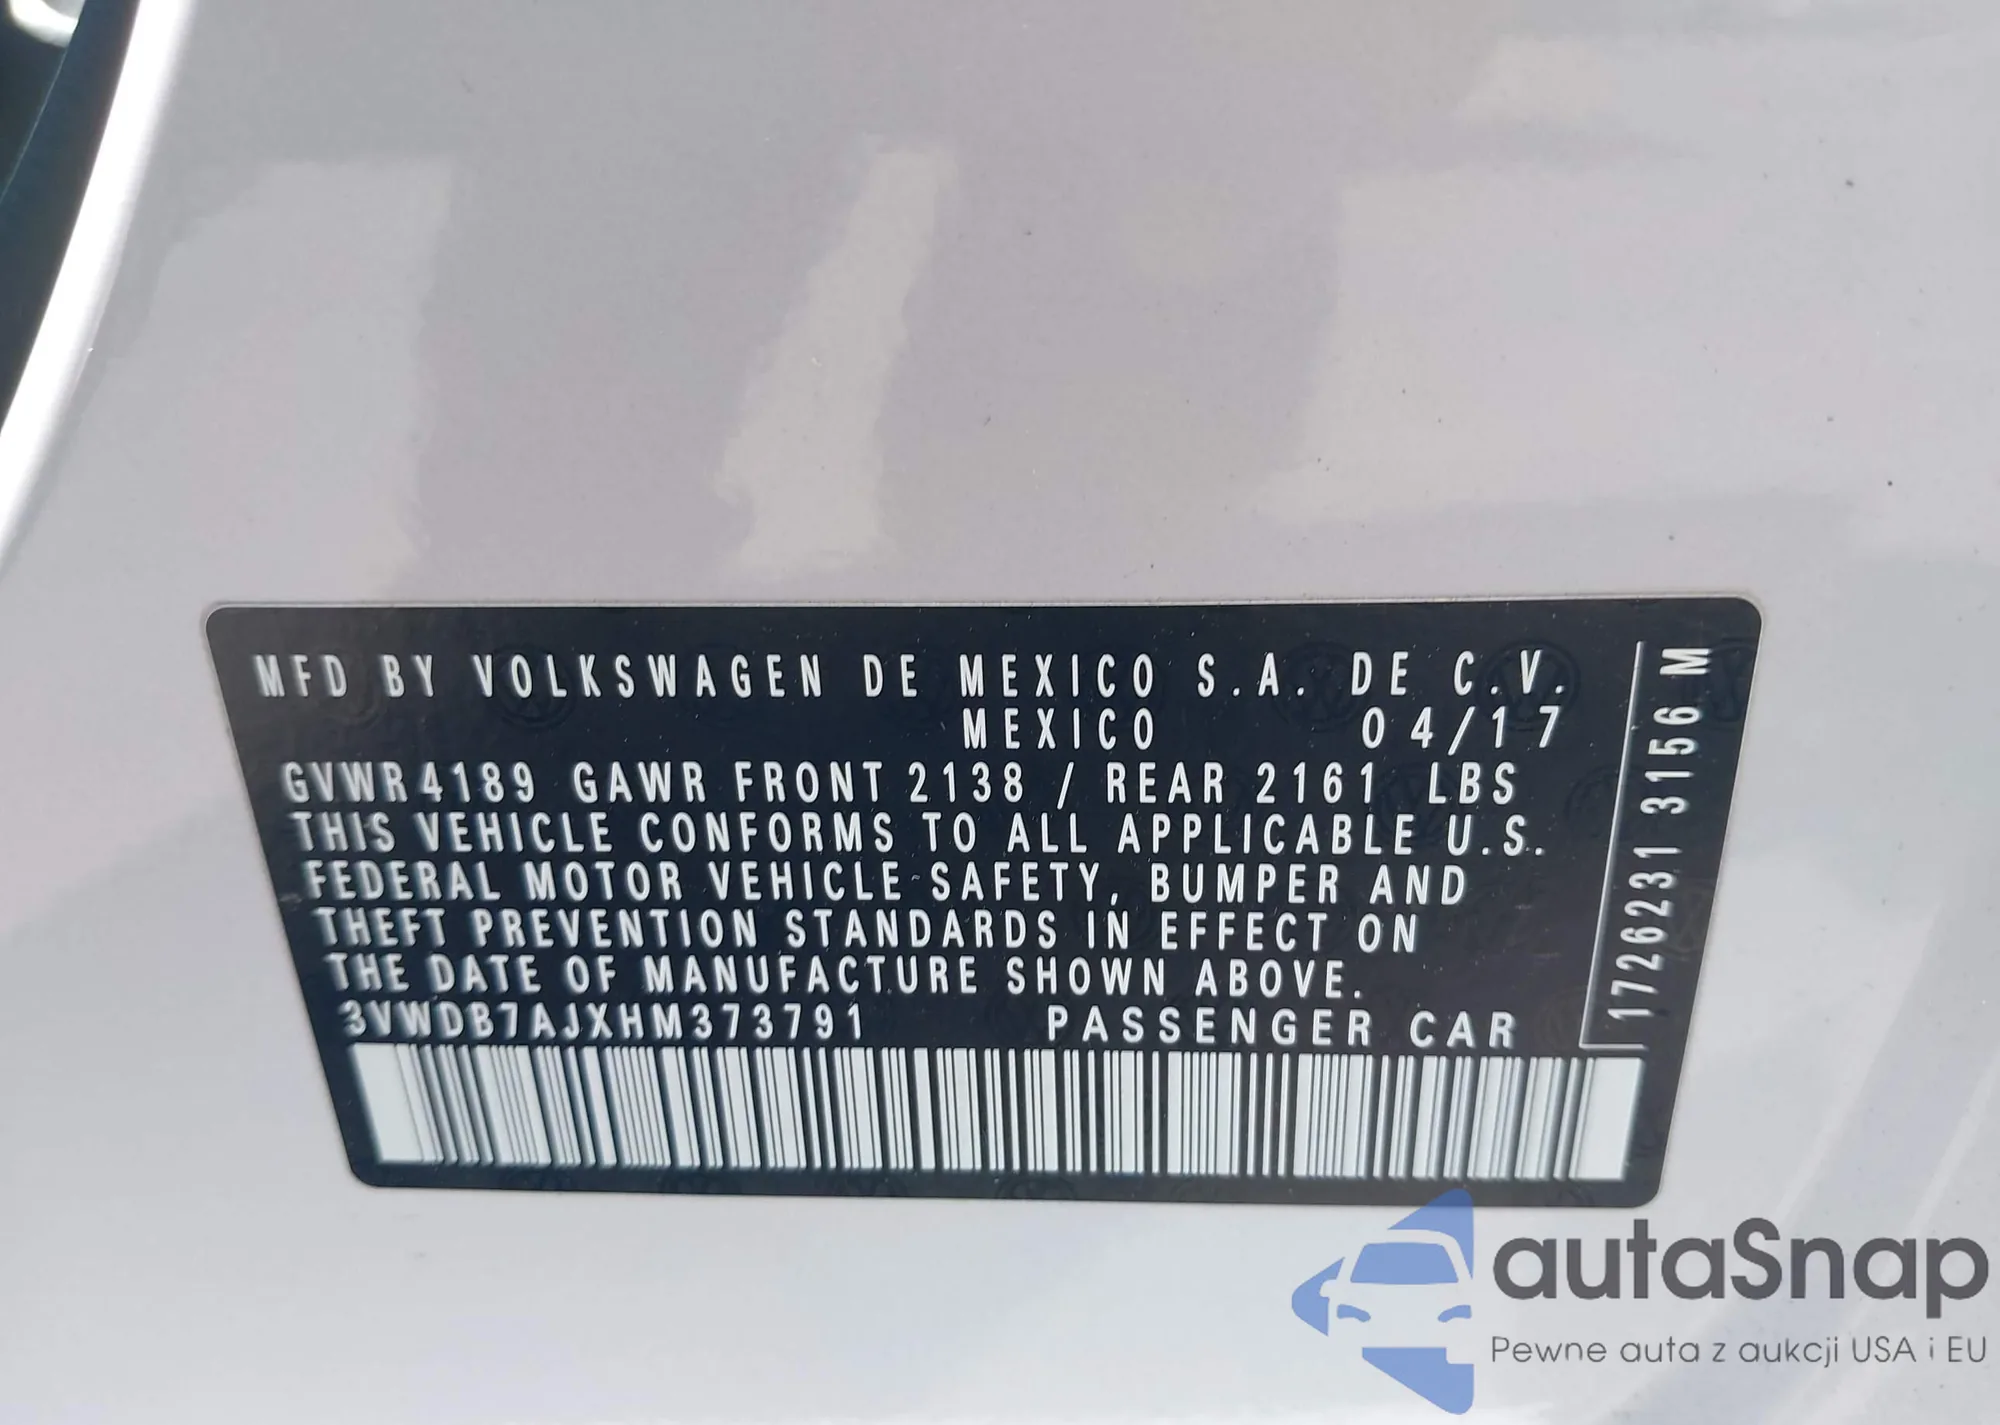 MFD BY VOLKSWAGEN DE MEXICO S.A. DE C.V.
MEXICO 04/17
GVWR 4189 GAWR FRONT 2138 / REAR 2161 LBS
THIS VEHICLE CONFORMS TO ALL APPLICABLE U.S.
FEDERAL MOTOR VEHICLE SAFETY, BUMPER AND
THEFT PREVENTION STANDARDS IN EFFECT ON
THE DATE OF MANUFACTURE SHOWN ABOVE.
3VWDB7AJXHM373791 PASSENGER CAR
1726231 3156 M
autaSnap
Pewne auta z aukcji USA i EU